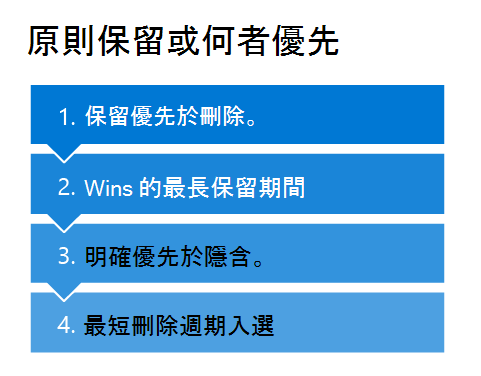 原則保留或何者優先
1. 保留優先於刪除。
2. Wins 的最長保留期間
3. 明確優先於隱含。
4. 最短刪除週期入選